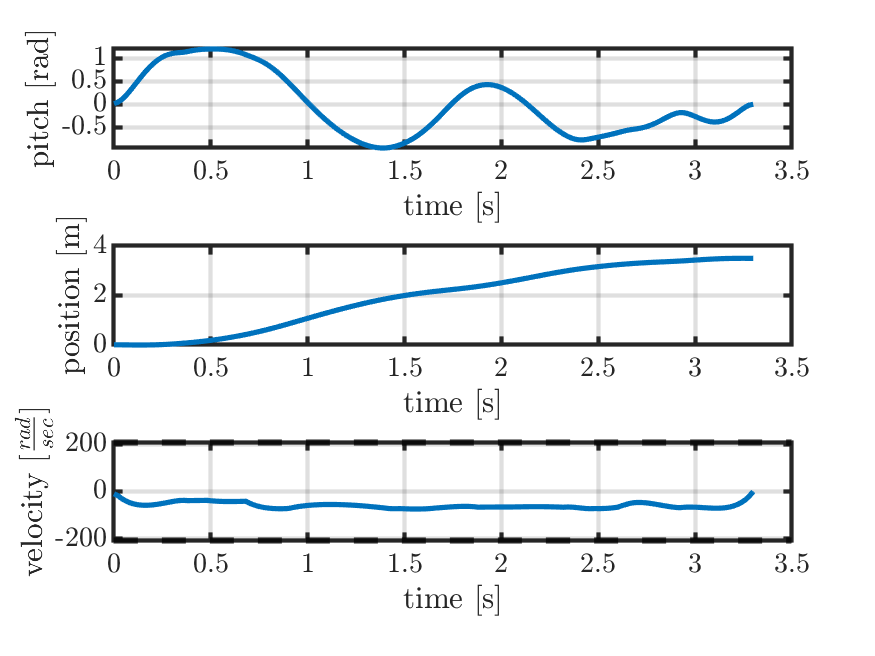 pitch [rad]
1
0.5
0
-0.5
0 0.5 1 1.5 2 2.5 3 3.5
time [s]
position [m]
4
2
0
0 0.5 1 1.5 2 2.5 3 3.5
time [s]
velocity [rad/sec]
200
0
-200
0 0.5 1 1.5 2 2.5 3 3.5
time [s]